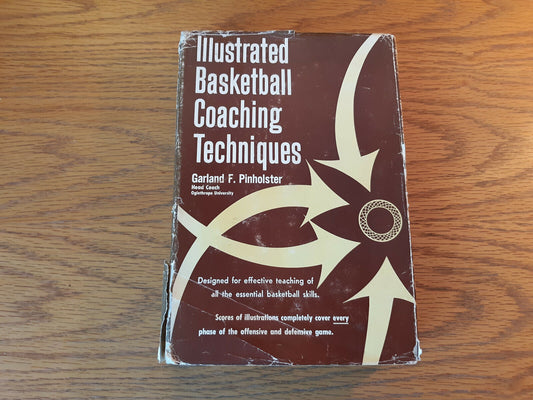 Illustrated
Basketball
Coaching
Techniques
Garland F. Pinholster
Head Coach
Oglethrope University
Designed for effective teaching of
all the essential basketball skills.
Scores of illustrations completely cover every
phase of the offensive and defensive game.